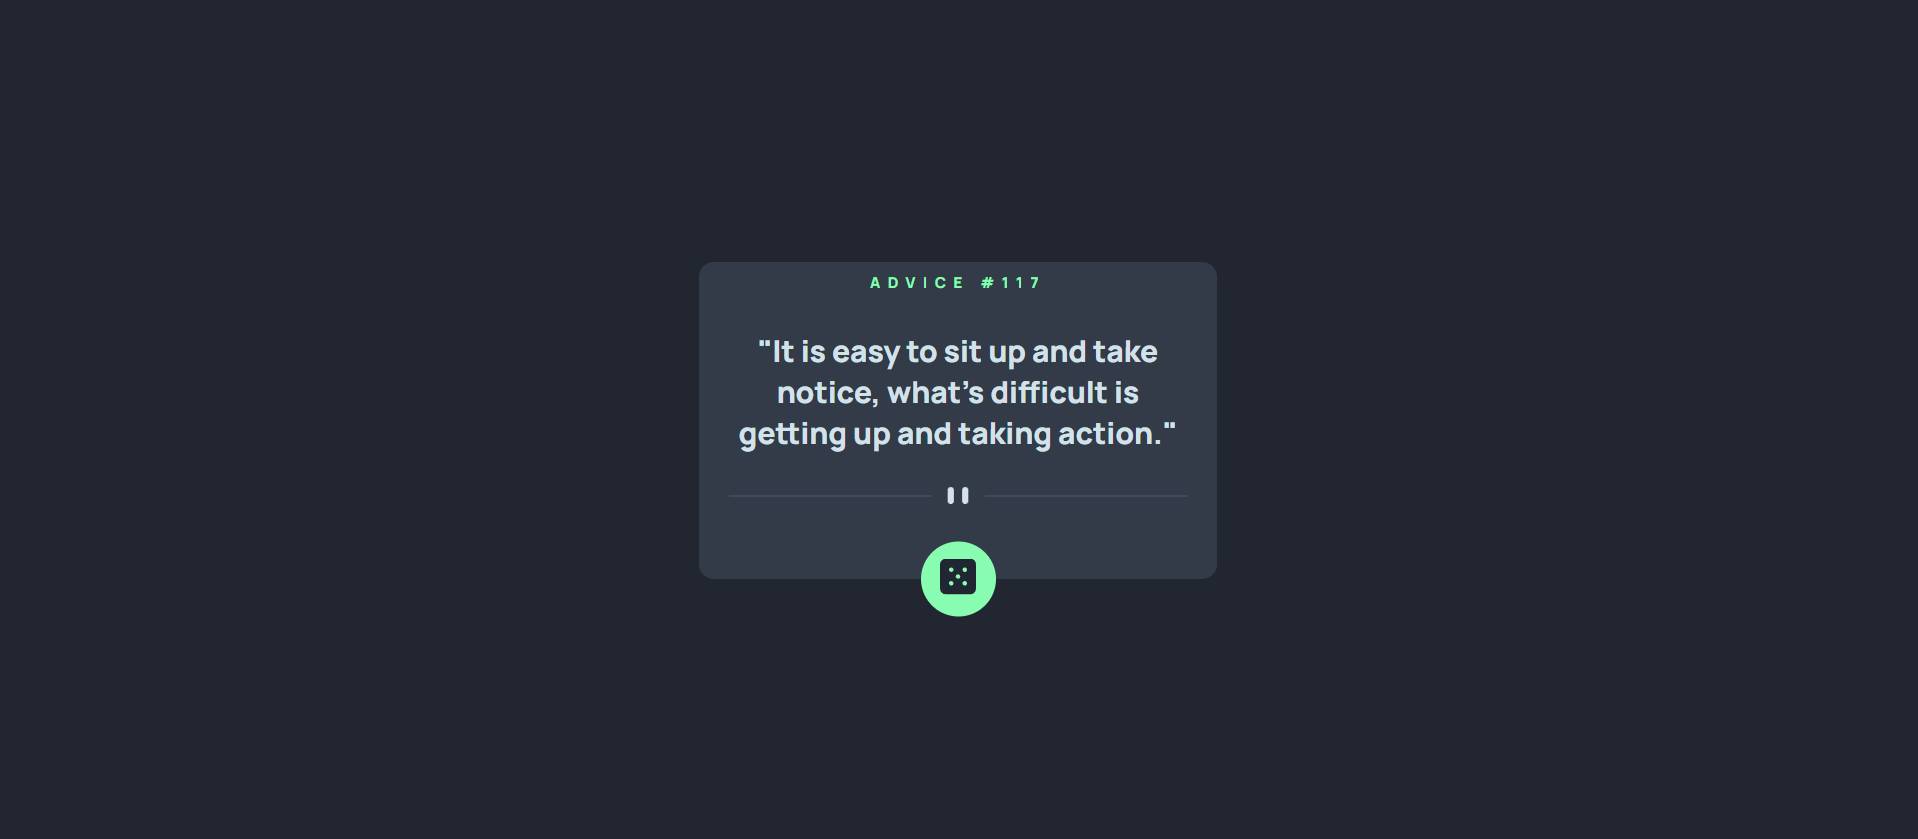 ADVICE #117
"It is easy to sit up and take
notice, what's difficult is
getting up and taking action."